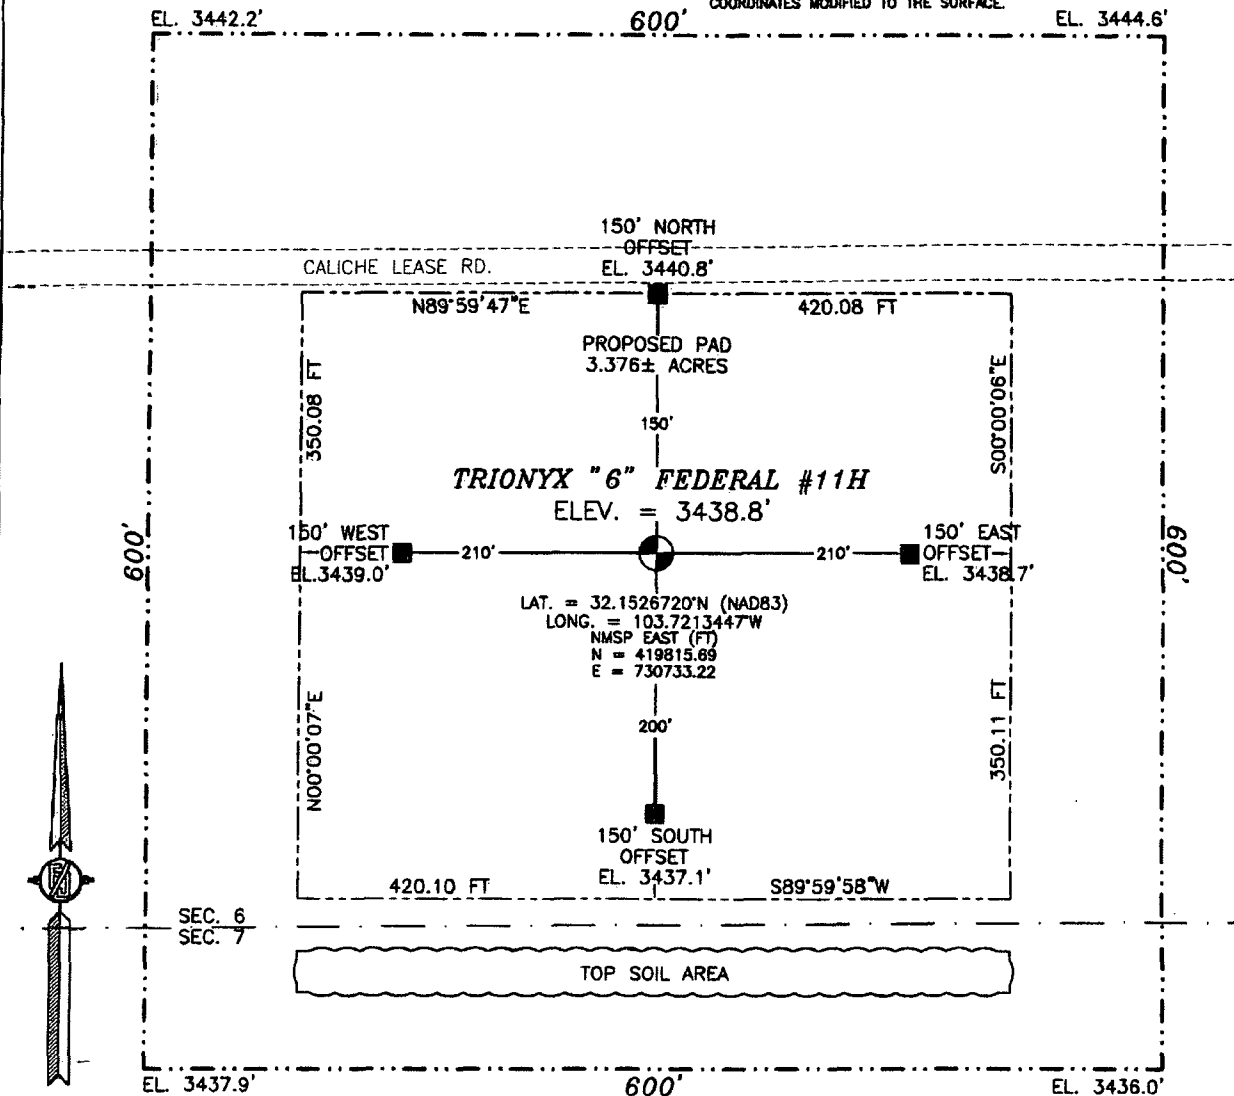 COORDINATES MODIFIED TO THE SURFACE.
EL. 3442.2'
600'
EL. 3444.6'
150' NORTH
OFFSET
EL. 3440.8'
CALICHE LEASE RD.
N89°59'47"E
420.08 FT
PROPOSED PAD
3.376± ACRES
350.08 FT
S00°00'06"E
150'
TRIONYX "6" FEDERAL #11H
ELEV. = 3438.8'
600'
150' WEST
OFFSET
EL.3439.0'
210'
210'
150' EAST
OFFSET
EL. 3438.7'
600'
LAT. = 32.1526720°N (NAD83)
LONG. = 103.7213447°W
NMSP EAST (FT)
N = 419815.69
E = 730733.22
N00°00'07"E
200'
350.11 FT
150' SOUTH
OFFSET
EL. 3437.1'
420.10 FT
S89°59'58"W
SEC. 6
SEC. 7
TOP SOIL AREA
EL. 3437.9'
600'
EL. 3436.0'